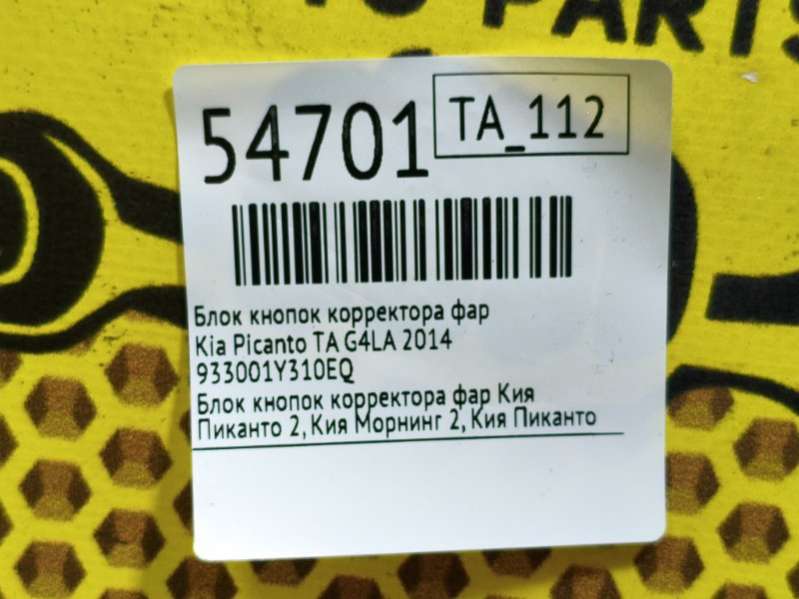 PARTS
54701
TA_112
Блок кнопок корректора фар
Kia Picanto TA G4LA 2014
933001Y310EQ
Блок кнопок корректора фар Кия
Пиканто 2, Кия Морнинг 2, Кия Пиканто